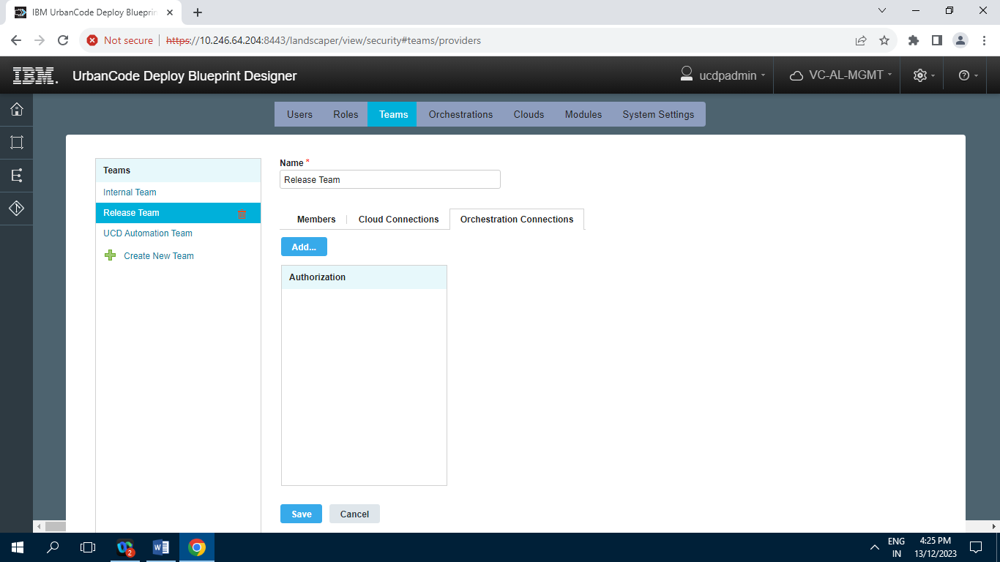 IBM UrbanCode Deploy Blueprin
Not secure https://10.246.64.204:8443/landscaper/view/security#teams/providers
IBM. UrbanCode Deploy Blueprint Designer ucdpadmin VC-AL-MGMT
Users Roles Teams Orchestrations Clouds Modules System Settings
Teams
Internal Team
Release Team
UCD Automation Team
Create New Team
Name *
Release Team
Members Cloud Connections Orchestration Connections
Add...
Authorization
Save Cancel
2
W
ENG
IN
4:25 PM
13/12/2023